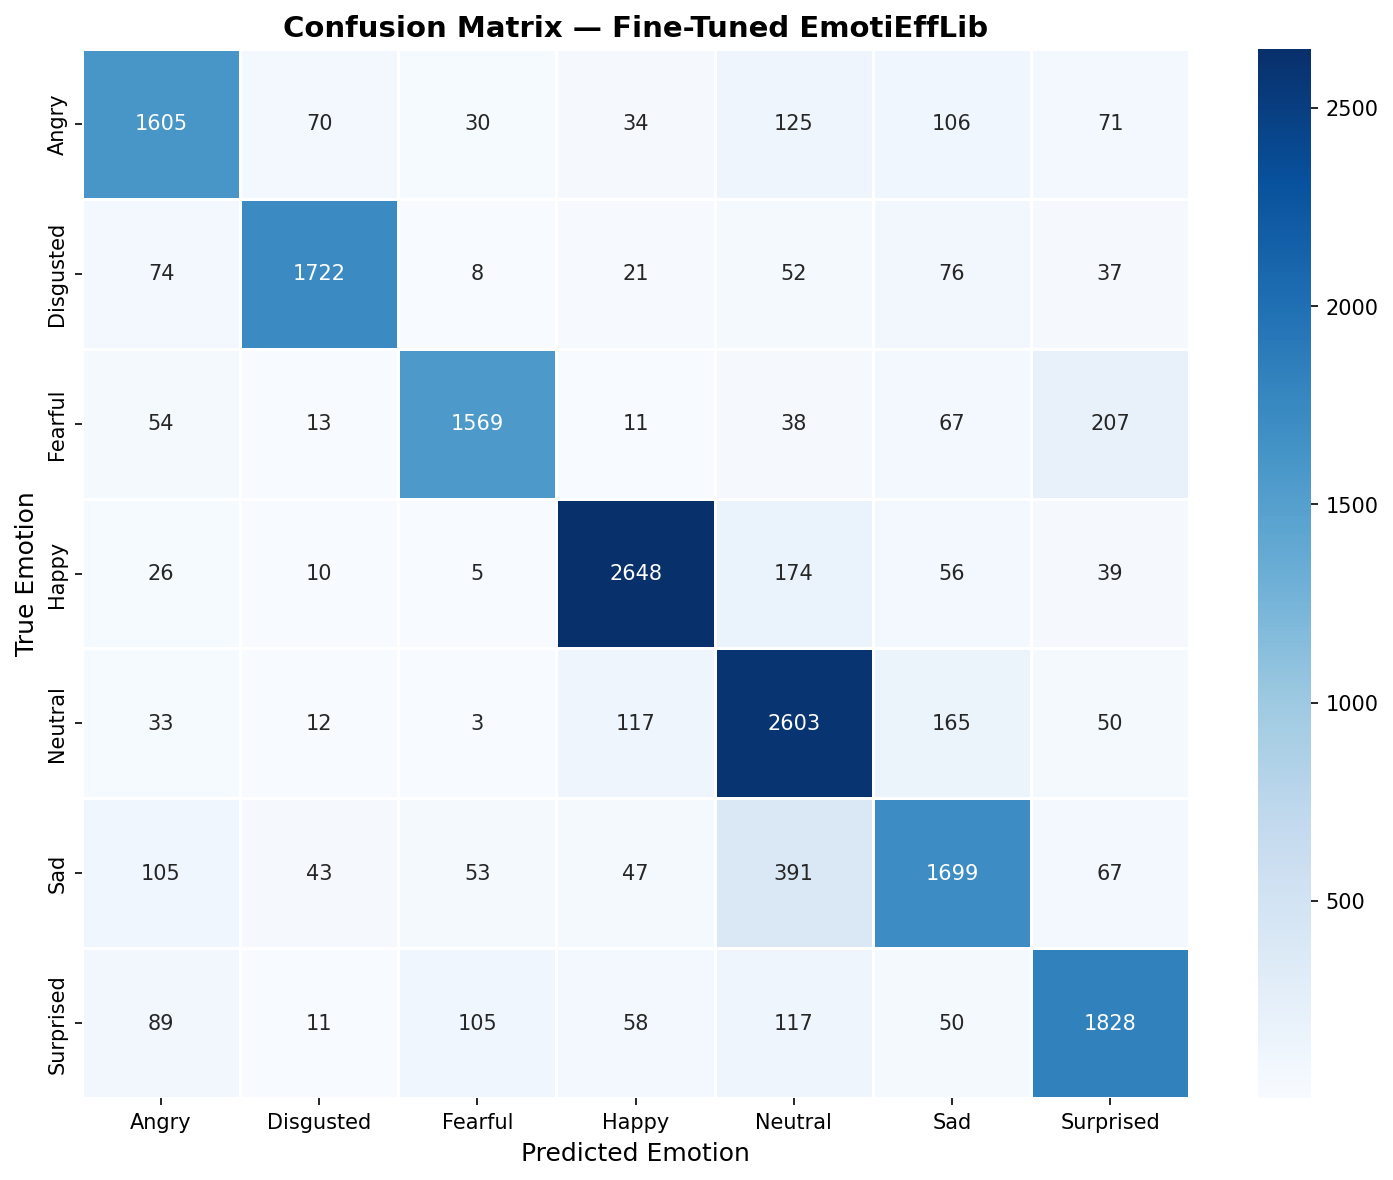 Confusion Matrix — Fine-Tuned EmotiEffLib
True Emotion
Angry 1605 70 30 34 125 106 71
Disgusted 74 1722 8 21 52 76 37
Fearful 54 13 1569 11 38 67 207
Happy 26 10 5 2648 174 56 39
Neutral 33 12 3 117 2603 165 50
Sad 105 43 53 47 391 1699 67
Surprised 89 11 105 58 117 50 1828
Angry Disgusted Fearful Happy Neutral Sad Surprised
Predicted Emotion
2500
2000
1500
1000
500